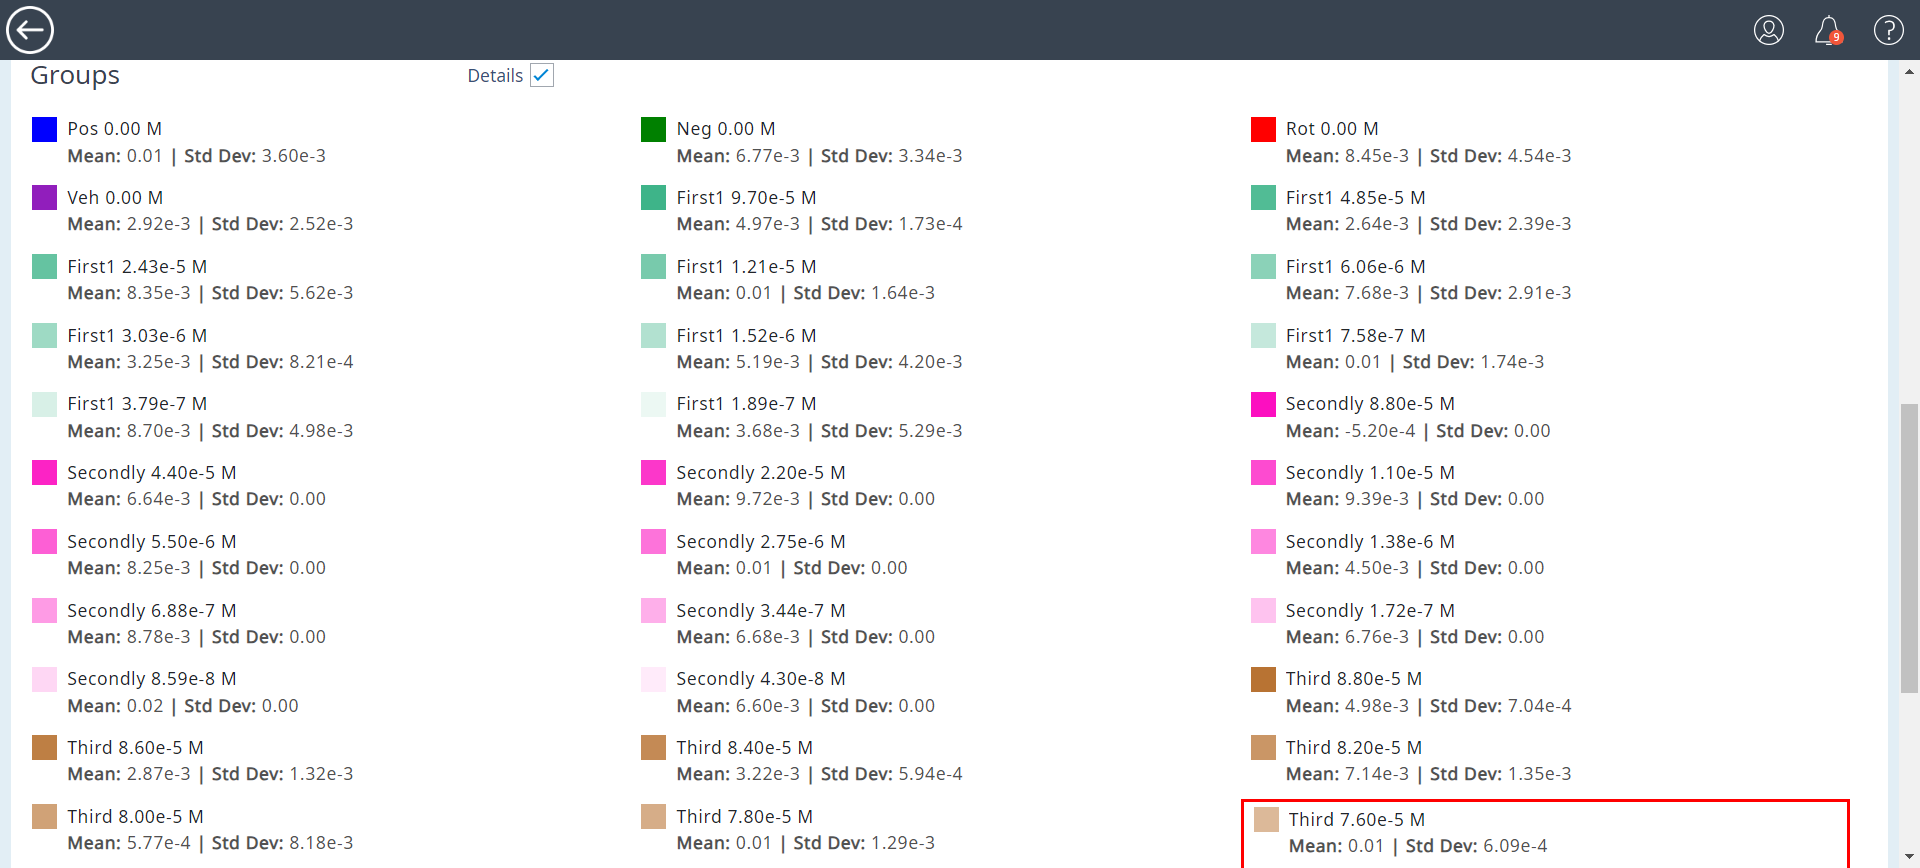 9
Groups
Details
Pos 0.00 M
Mean: 0.01 | Std Dev: 3.60e-3
Neg 0.00 M
Mean: 6.77e-3 | Std Dev: 3.34e-3
Rot 0.00 M
Mean: 8.45e-3 | Std Dev: 4.54e-3
Veh 0.00 M
Mean: 2.92e-3 | Std Dev: 2.52e-3
First1 9.70e-5 M
Mean: 4.97e-3 | Std Dev: 1.73e-4
First1 4.85e-5 M
Mean: 2.64e-3 | Std Dev: 2.39e-3
First1 2.43e-5 M
Mean: 8.35e-3 | Std Dev: 5.62e-3
First1 1.21e-5 M
Mean: 0.01 | Std Dev: 1.64e-3
First1 6.06e-6 M
Mean: 7.68e-3 | Std Dev: 2.91e-3
First1 3.03e-6 M
Mean: 3.25e-3 | Std Dev: 8.21e-4
First1 1.52e-6 M
Mean: 5.19e-3 | Std Dev: 4.20e-3
First1 7.58e-7 M
Mean: 0.01 | Std Dev: 1.74e-3
First1 3.79e-7 M
Mean: 8.70e-3 | Std Dev: 4.98e-3
First1 1.89e-7 M
Mean: 3.68e-3 | Std Dev: 5.29e-3
Secondly 8.80e-5 M
Mean: -5.20e-4 | Std Dev: 0.00
Secondly 4.40e-5 M
Mean: 6.64e-3 | Std Dev: 0.00
Secondly 2.20e-5 M
Mean: 9.72e-3 | Std Dev: 0.00
Secondly 1.10e-5 M
Mean: 9.39e-3 | Std Dev: 0.00
Secondly 5.50e-6 M
Mean: 8.25e-3 | Std Dev: 0.00
Secondly 2.75e-6 M
Mean: 0.01 | Std Dev: 0.00
Secondly 1.38e-6 M
Mean: 4.50e-3 | Std Dev: 0.00
Secondly 6.88e-7 M
Mean: 8.78e-3 | Std Dev: 0.00
Secondly 3.44e-7 M
Mean: 6.68e-3 | Std Dev: 0.00
Secondly 1.72e-7 M
Mean: 6.76e-3 | Std Dev: 0.00
Secondly 8.59e-8 M
Mean: 0.02 | Std Dev: 0.00
Secondly 4.30e-8 M
Mean: 6.60e-3 | Std Dev: 0.00
Third 8.80e-5 M
Mean: 4.98e-3 | Std Dev: 7.04e-4
Third 8.60e-5 M
Mean: 2.87e-3 | Std Dev: 1.32e-3
Third 8.40e-5 M
Mean: 3.22e-3 | Std Dev: 5.94e-4
Third 8.20e-5 M
Mean: 7.14e-3 | Std Dev: 1.35e-3
Third 8.00e-5 M
Mean: 5.77e-4 | Std Dev: 8.18e-3
Third 7.80e-5 M
Mean: 0.01 | Std Dev: 1.29e-3
Third 7.60e-5 M
Mean: 0.01 | Std Dev: 6.09e-4